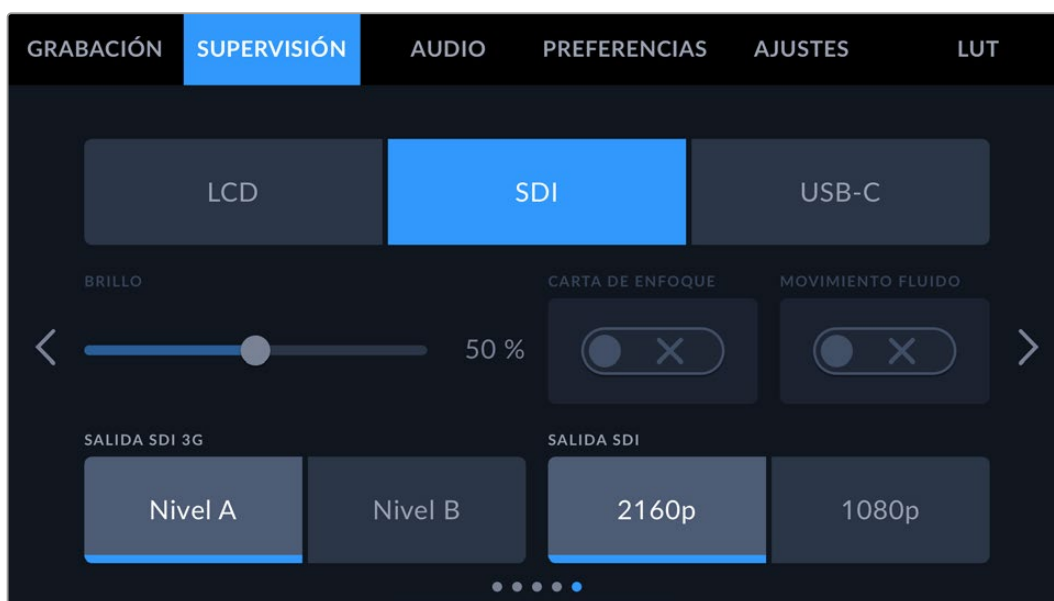 GRABACIÓN SUPERVISIÓN AUDIO PREFERENCIAS AJUSTES LUT
LCD SDI USB-C
BRILLO CARTA DE ENFOQUE MOVIMIENTO FLUIDO
50 %
SALIDA SDI 3G SALIDA SDI
Nivel A Nivel B 2160p 1080p